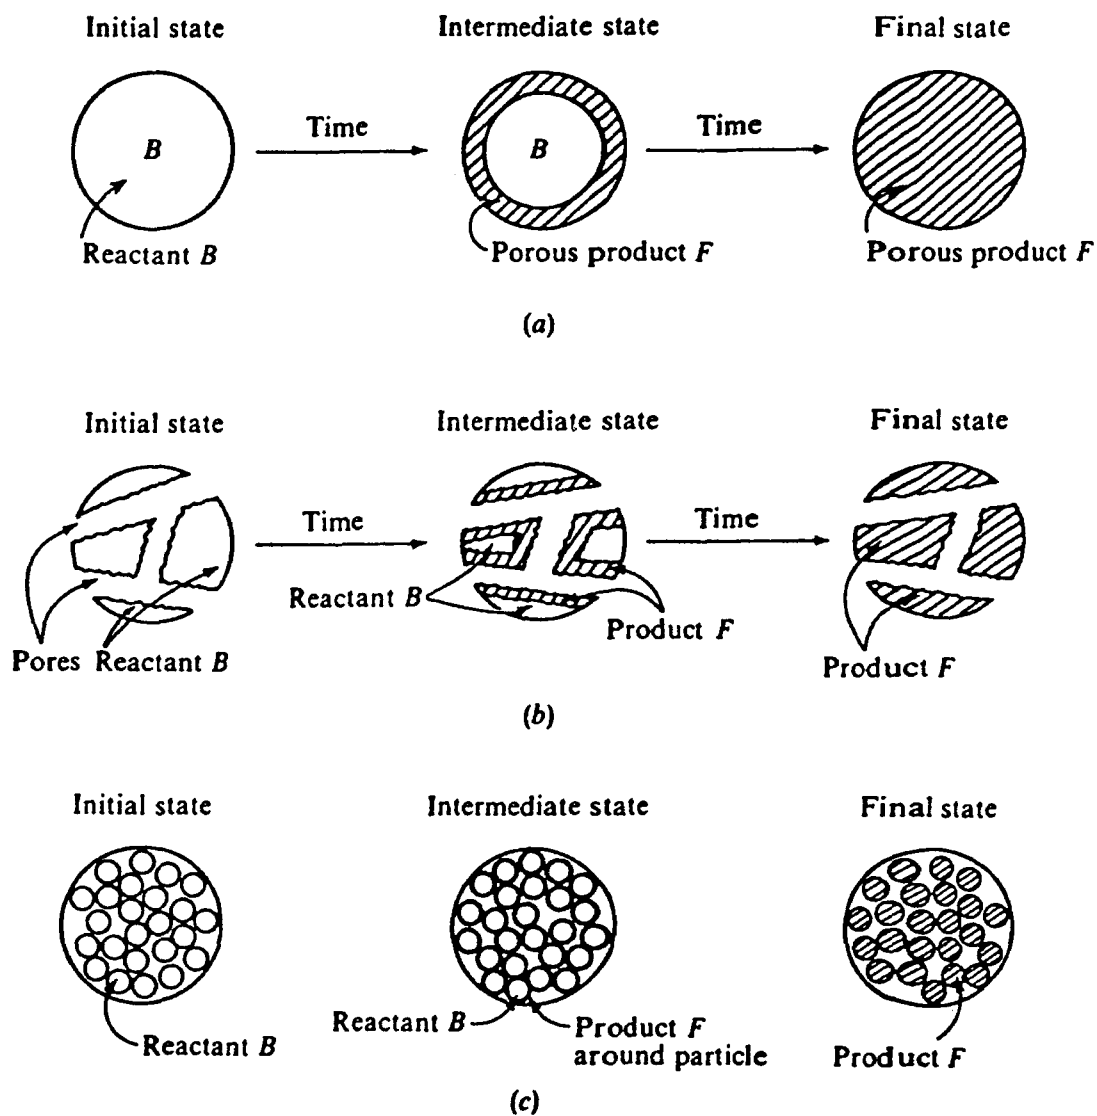 Initial state
Intermediate state
Final state
B
Time
B
Time
Reactant B
Porous product F
Porous product F
(a)
Initial state
Intermediate state
Final state
Time
Time
Reactant B
Product F
Pores Reactant B
Product F
(b)
Initial state
Intermediate state
Final state
Reactant B
Product F
around particle
Reactant B
Product F
(c)